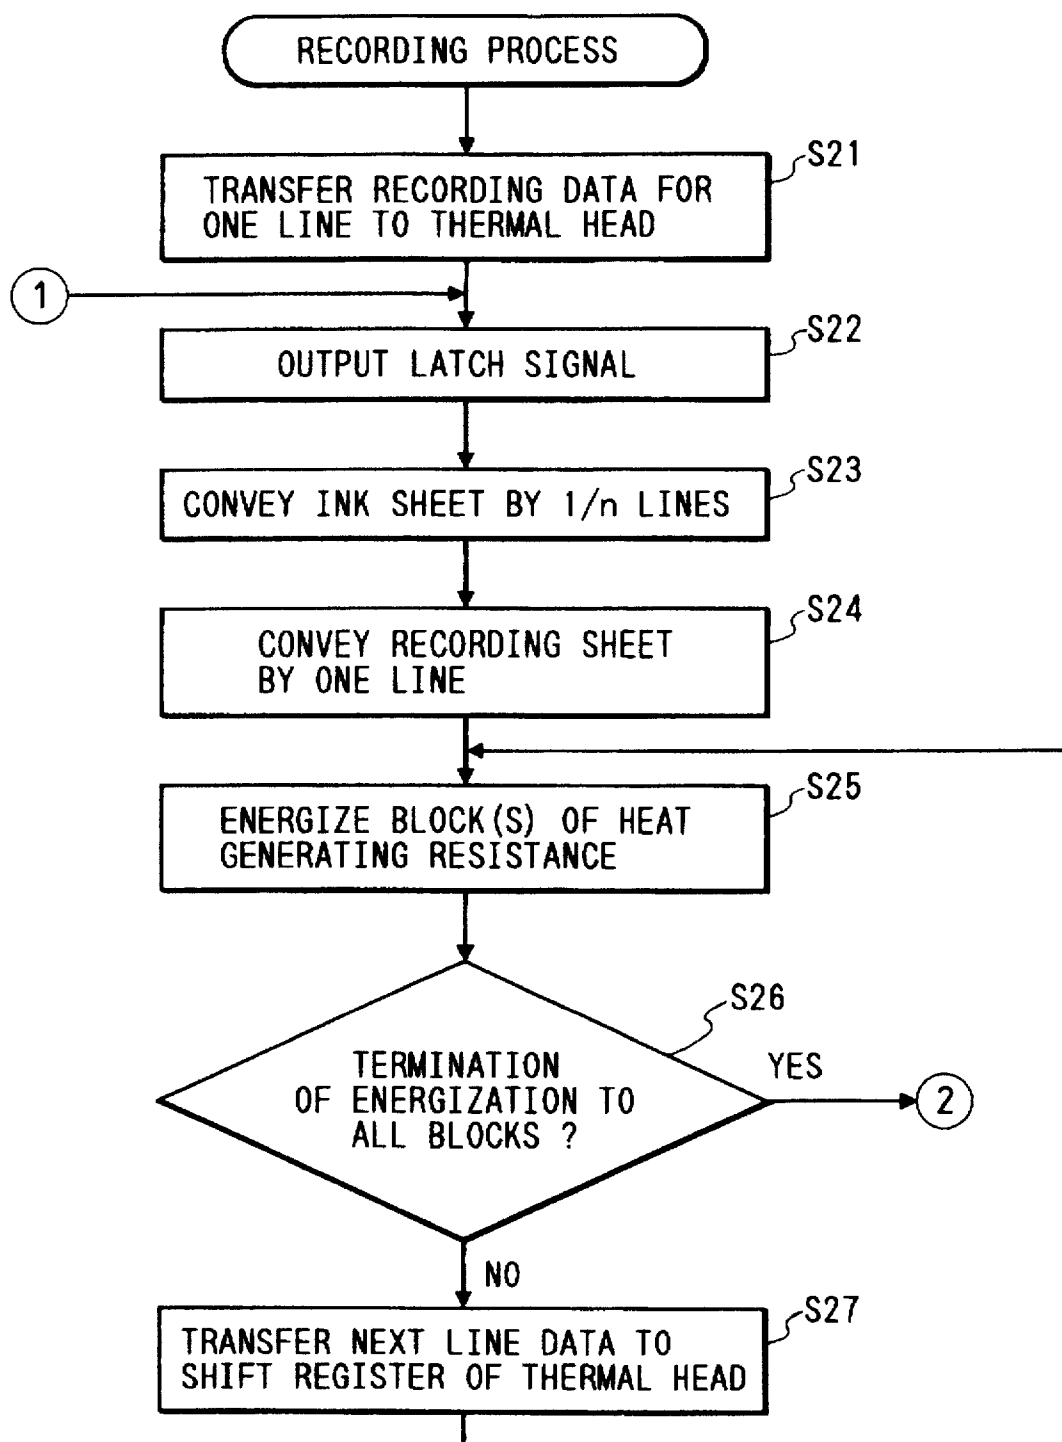 RECORDING PROCESS
S21
TRANSFER RECORDING DATA FOR
ONE LINE TO THERMAL HEAD
1
S22
OUTPUT LATCH SIGNAL
S23
CONVEY INK SHEET BY 1/n LINES
S24
CONVEY RECORDING SHEET
BY ONE LINE
S25
ENERGIZE BLOCK(S) OF HEAT
GENERATING RESISTANCE
S26
TERMINATION
OF ENERGIZATION TO
ALL BLOCKS ?
YES
2
NO
S27
TRANSFER NEXT LINE DATA TO
SHIFT REGISTER OF THERMAL HEAD